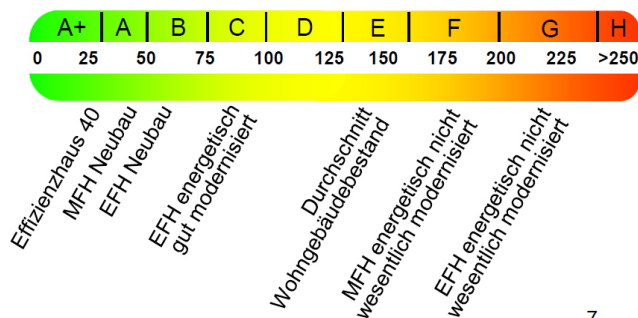 A+ A B C D E F G H
0 25 50 75 100 125 150 175 200 225 >250
Effizienzhaus 40
MFH Neubau
EFH Neubau
EFH energetisch
gut modernisiert
Durchschnitt
Wohngebäudebestand
MFH energetisch nicht
wesentlich modernisiert
EFH energetisch nicht
wesentlich modernisiert